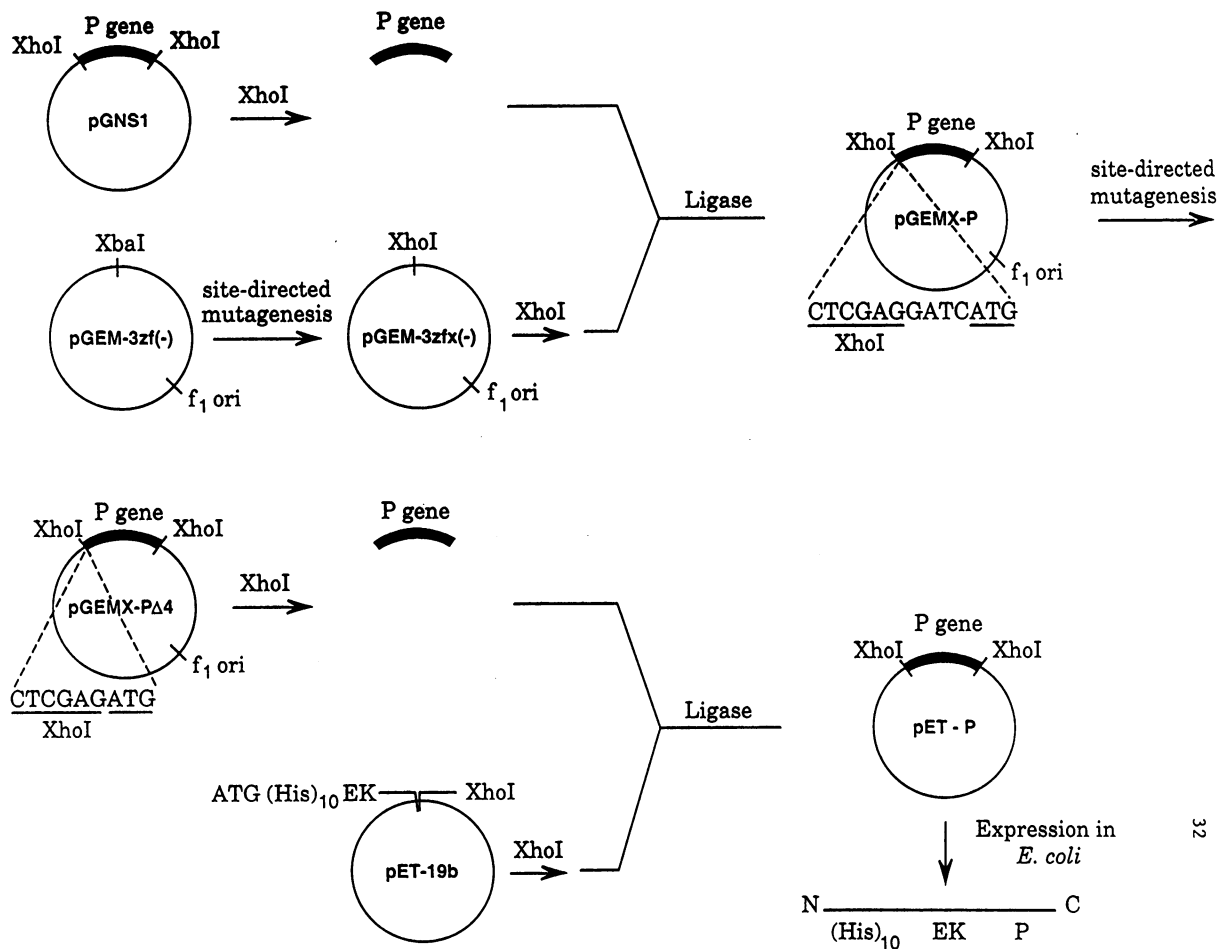 P gene
XhoI
XhoI
pGNS1
XhoI
P gene
XbaI
pGEM-3zf(-)
f1 ori
site-directed
mutagenesis
XhoI
pGEM-3zfx(-)
f1 ori
XhoI
Ligase
P gene
XhoI
XhoI
pGEMX-P
f1 ori
CTCGAGGATCATG
XhoI
site-directed
mutagenesis
P gene
XhoI
XhoI
pGEMX-PΔ4
f1 ori
CTCGAGATG
XhoI
XhoI
P gene
ATG (His)10 EK
XhoI
pET-19b
XhoI
Ligase
P gene
XhoI
XhoI
pET - P
Expression in
E. coli
N
C
(His)10 EK P
32